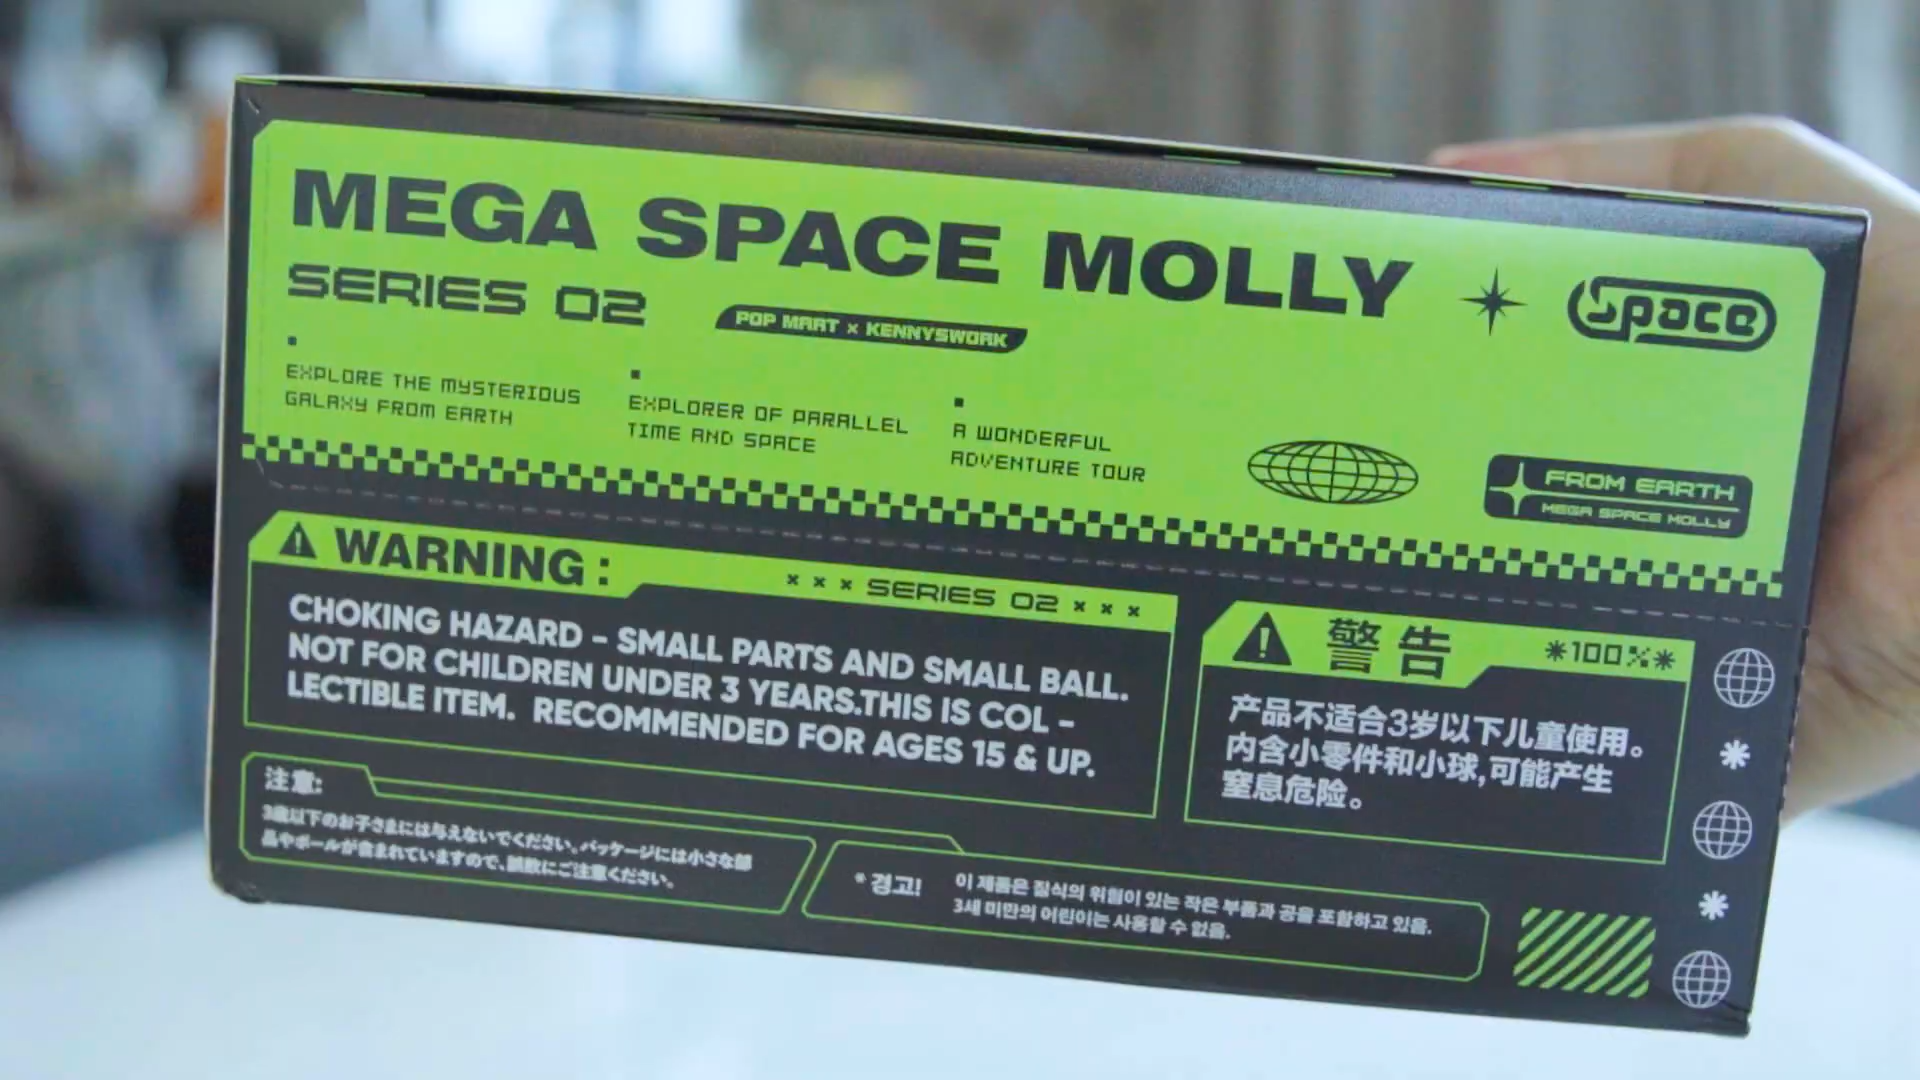 MEGA SPACE MOLLY
SERIES 02
POP MART × KENNYSWORK
space
EXPLORE THE MYSTERIOUS
GALAXY FROM EARTH
EXPLORER OF PARALLEL
TIME AND SPACE
A WONDERFUL
ADVENTURE TOUR
FROM EARTH
MEGA SPACE MOLLY
WARNING:
××× SERIES 02 ×××
CHOKING HAZARD – SMALL PARTS AND SMALL BALL.
NOT FOR CHILDREN UNDER 3 YEARS.THIS IS COL –
LECTIBLE ITEM. RECOMMENDED FOR AGES 15 & UP.
警告
*100%*
产品不适合3岁以下儿童使用。
内含小零件和小球,可能产生
窒息危险。
注意:
3歳以下のお子さまには与えないでください。パッケージには小さな部
品やボールが含まれていますので、誤飲にご注意ください。
* 경고!
이 제품은 질식의 위험이 있는 작은 부품과 공을 포함하고 있음.
3세 미만의 어린이는 사용할 수 없음.